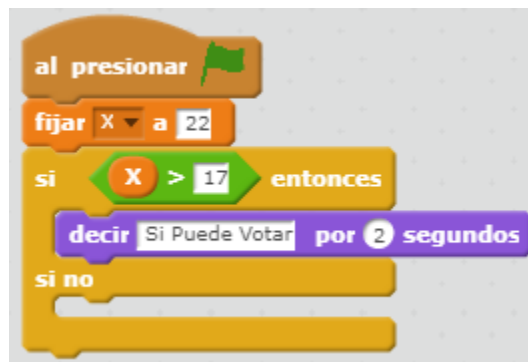 al presionar
fijar X a 22
si X > 17 entonces
decir Si Puede Votar por 2 segundos
si no